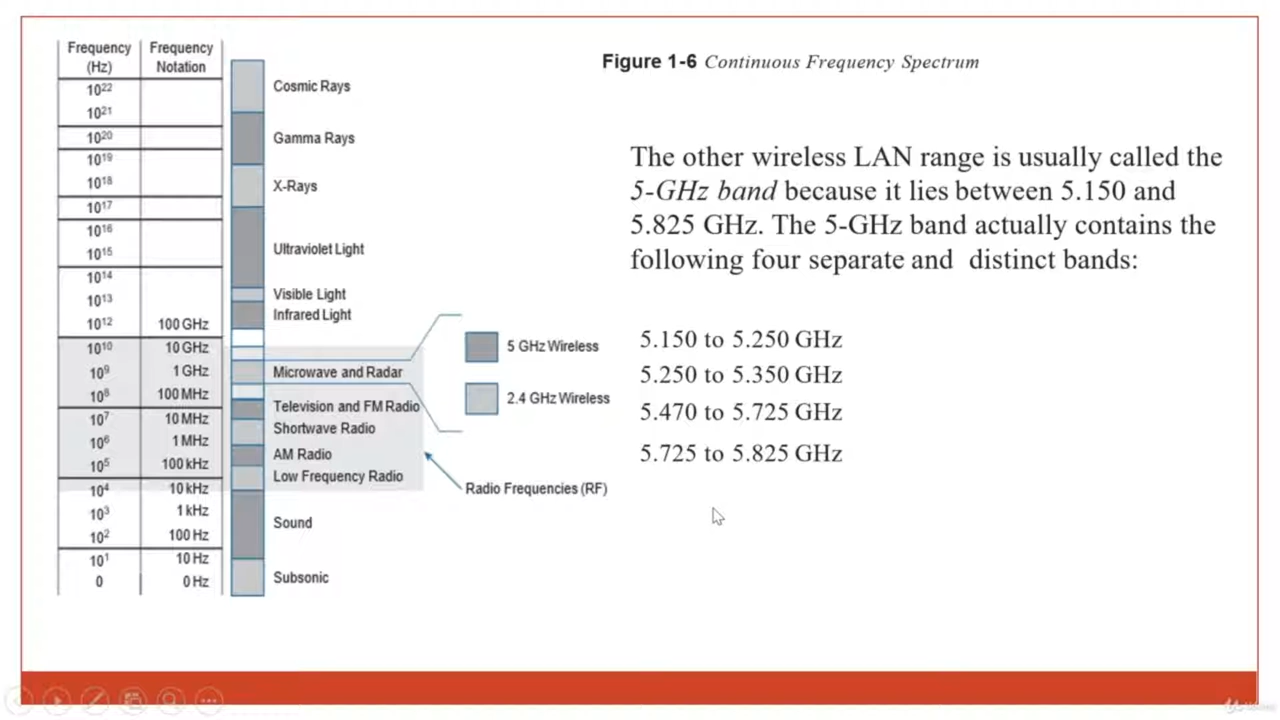 Frequency (Hz) Frequency Notation
10²²
10²¹
10²⁰
10¹⁹
10¹⁸
10¹⁷
10¹⁶
10¹⁵
10¹⁴
10¹³
10¹² 100 GHz
10¹⁰ 10 GHz
10⁹ 1 GHz
10⁸ 100 MHz
10⁷ 10 MHz
10⁶ 1 MHz
10⁵ 100 kHz
10⁴ 10 kHz
10³ 1 kHz
10² 100 Hz
10¹ 10 Hz
0 0 Hz
Cosmic Rays
Gamma Rays
X-Rays
Ultraviolet Light
Visible Light
Infrared Light
Microwave and Radar
Television and FM Radio
Shortwave Radio
AM Radio
Low Frequency Radio
Sound
Subsonic
5 GHz Wireless
2.4 GHz Wireless
Radio Frequencies (RF)
Figure 1-6 Continuous Frequency Spectrum
The other wireless LAN range is usually called the
5-GHz band because it lies between 5.150 and
5.825 GHz. The 5-GHz band actually contains the
following four separate and distinct bands:
5.150 to 5.250 GHz
5.250 to 5.350 GHz
5.470 to 5.725 GHz
5.725 to 5.825 GHz